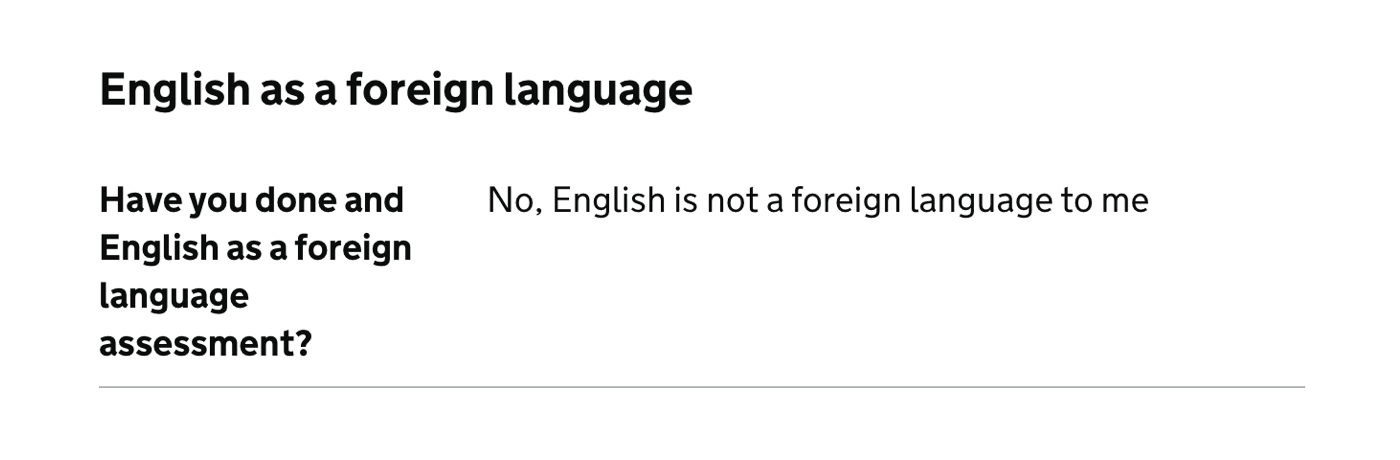 English as a foreign language
Have you done and
No, English is not a foreign language to me
English as a foreign
language
assessment?